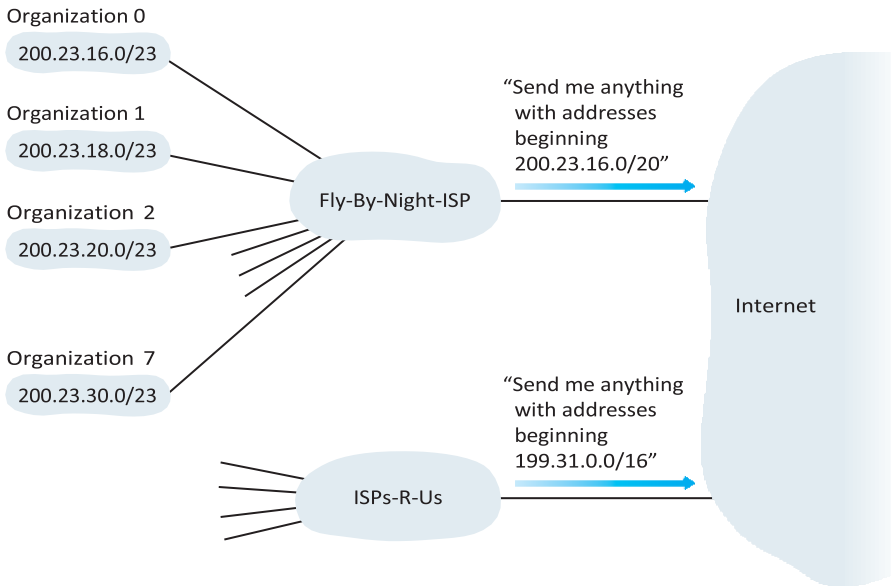 Organization 0
200.23.16.0/23
Organization 1
200.23.18.0/23
Organization 2
200.23.20.0/23
Organization 7
200.23.30.0/23
Fly-By-Night-ISP
“Send me anything
with addresses
beginning
200.23.16.0/20”
Internet
ISPs-R-Us
“Send me anything
with addresses
beginning
199.31.0.0/16”